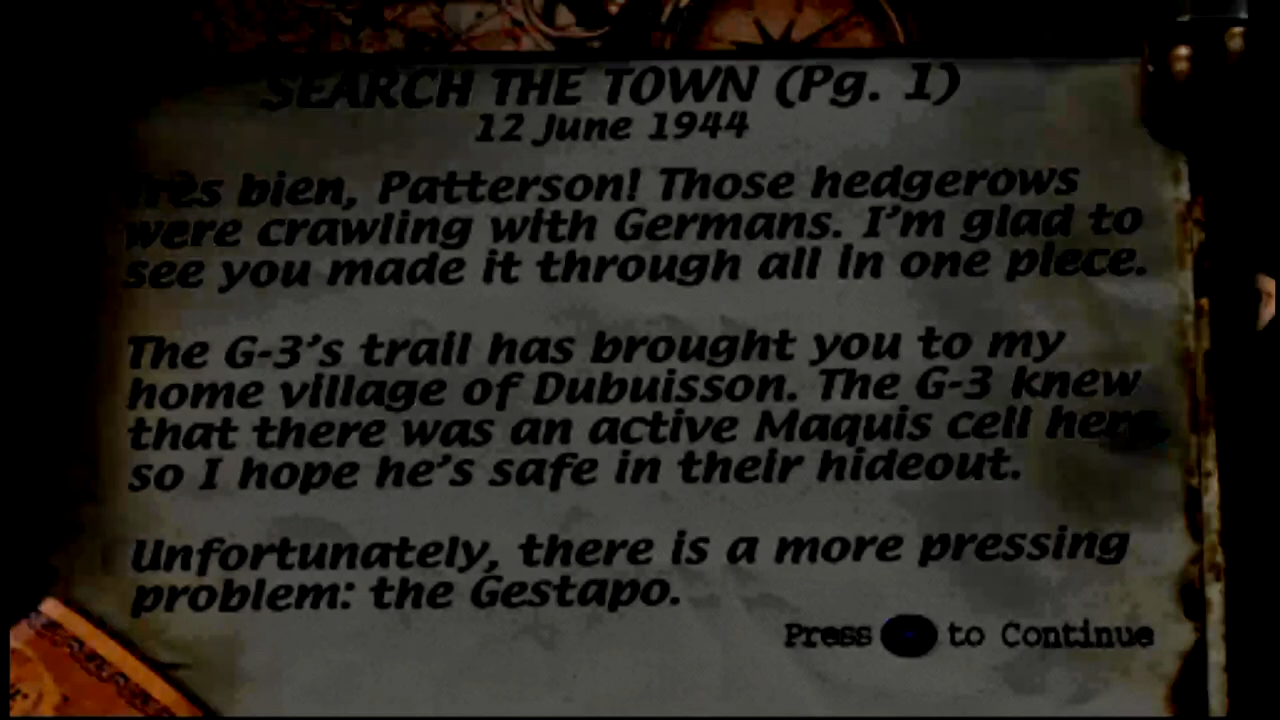 SEARCH THE TOWN (Pg. 1)
12 June 1944
Tres bien, Patterson! Those hedgerows
were crawling with Germans. I'm glad to
see you made it through all in one piece.
The G-3's trail has brought you to my
home village of Dubuisson. The G-3 knew
that there was an active Maquis cell here,
so I hope he's safe in their hideout.
Unfortunately, there is a more pressing
problem: the Gestapo.
Press to Continue